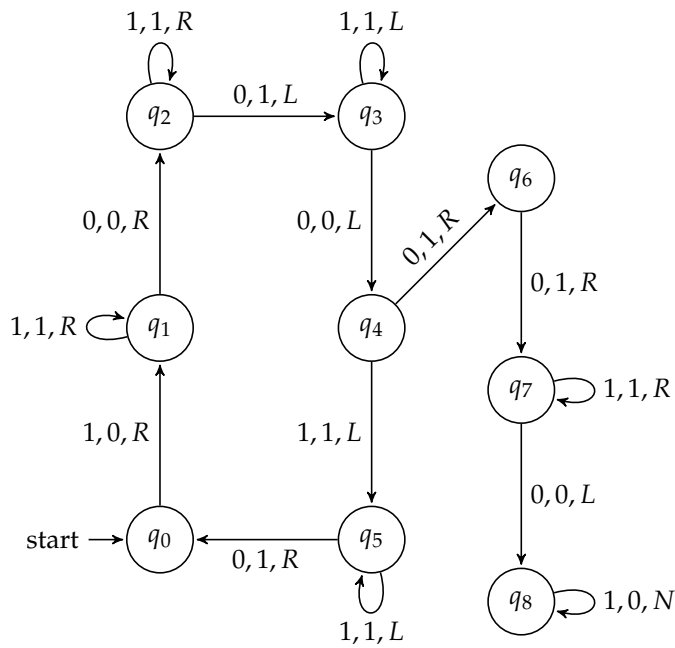 1, 1, R
1, 1, L
0, 1, L
q2
q3
q6
0, 0, R
0, 0, L
0, 1, R
0, 1, R
1, 1, R
q1
q4
q7
1, 1, R
1, 0, R
1, 1, L
0, 0, L
start
q0
q5
0, 1, R
q8
1, 0, N
1, 1, L